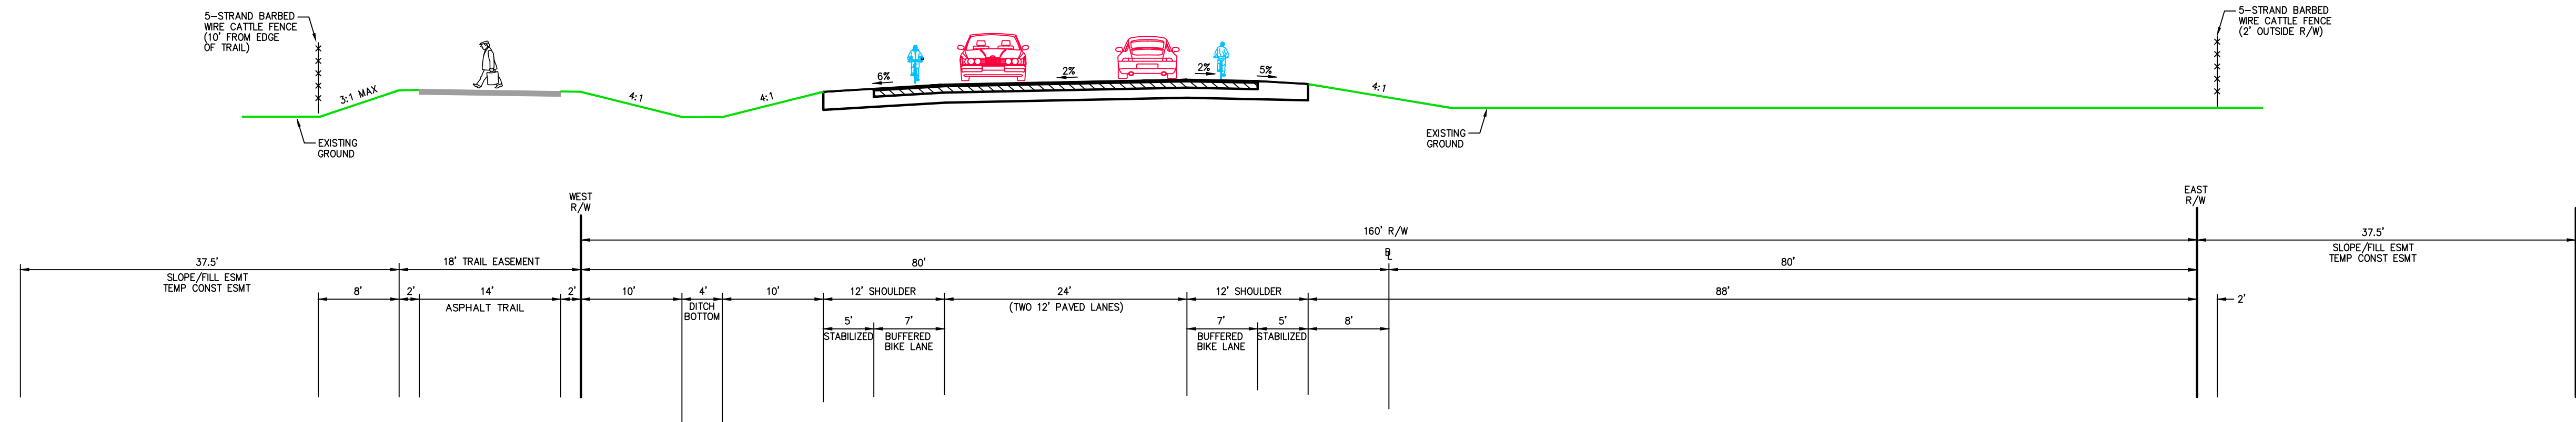 5-STRAND BARBED
WIRE CATTLE FENCE
(10' FROM EDGE
OF TRAIL)
5-STRAND BARBED
WIRE CATTLE FENCE
(2' OUTSIDE R/W)
3:1 MAX
4:1
4:1
6%
2%
2%
5%
4:1
EXISTING
GROUND
EXISTING
GROUND
WEST
R/W
EAST
R/W
160' R/W
37.5'
SLOPE/FILL ESMT
TEMP CONST ESMT
18' TRAIL EASEMENT
80'
BL
80'
37.5'
SLOPE/FILL ESMT
TEMP CONST ESMT
8'
2'
14'
ASPHALT TRAIL
2'
10'
4'
DITCH
BOTTOM
10'
12' SHOULDER
24'
(TWO 12' PAVED LANES)
12' SHOULDER
88'
2'
5'
STABILIZED
7'
BUFFERED
BIKE LANE
7'
BUFFERED
BIKE LANE
5'
STABILIZED
8'